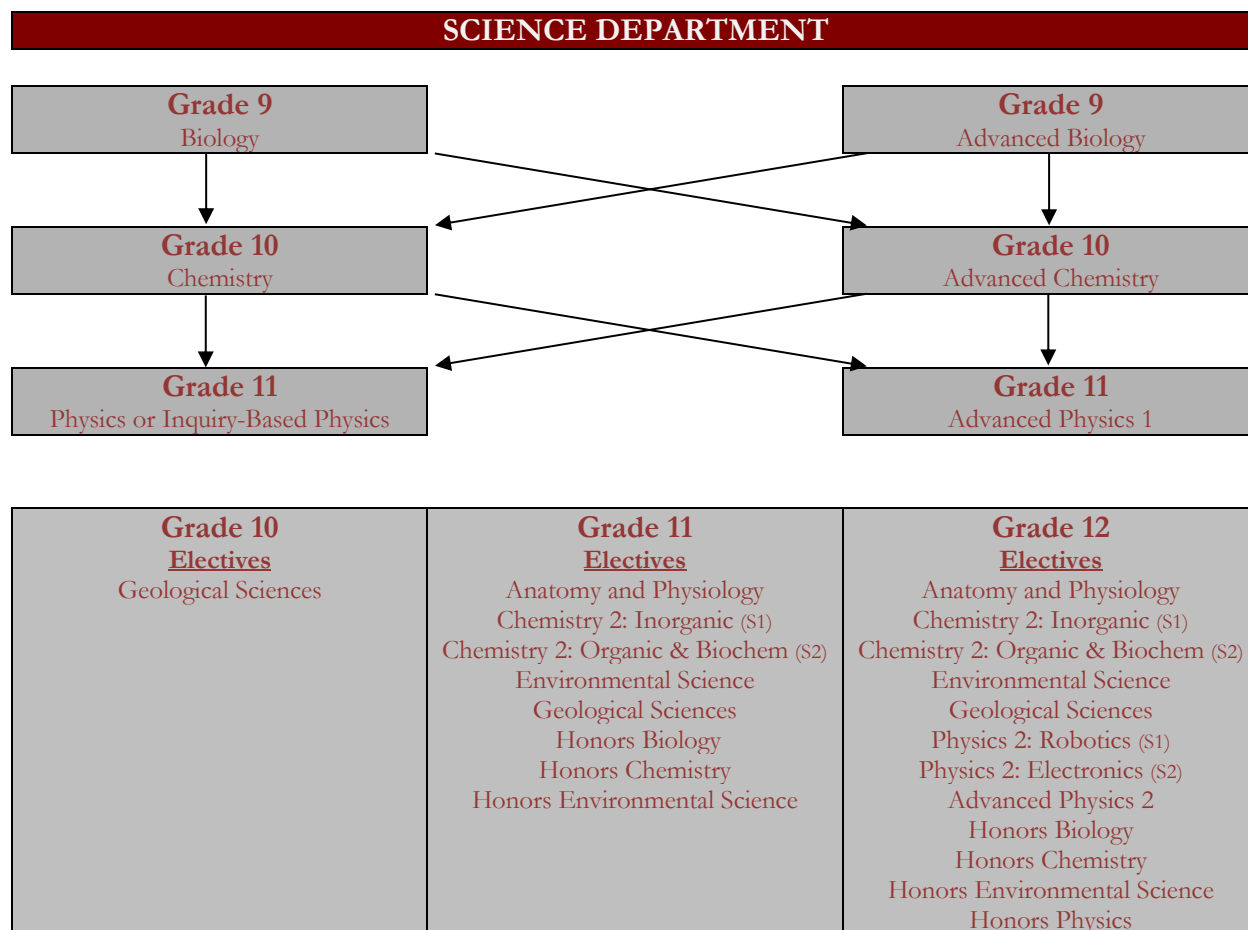 SCIENCE DEPARTMENT
Grade 9
Biology
Grade 9
Advanced Biology
Grade 10
Chemistry
Grade 10
Advanced Chemistry
Grade 11
Physics or Inquiry-Based Physics
Grade 11
Advanced Physics 1
Grade 10
Electives
Geological Sciences
Grade 11
Electives
Anatomy and Physiology
Chemistry 2: Inorganic (S1)
Chemistry 2: Organic & Biochem (S2)
Environmental Science
Geological Sciences
Honors Biology
Honors Chemistry
Honors Environmental Science
Grade 12
Electives
Anatomy and Physiology
Chemistry 2: Inorganic (S1)
Chemistry 2: Organic & Biochem (S2)
Environmental Science
Geological Sciences
Physics 2: Robotics (S1)
Physics 2: Electronics (S2)
Advanced Physics 2
Honors Biology
Honors Chemistry
Honors Environmental Science
Honors Physics